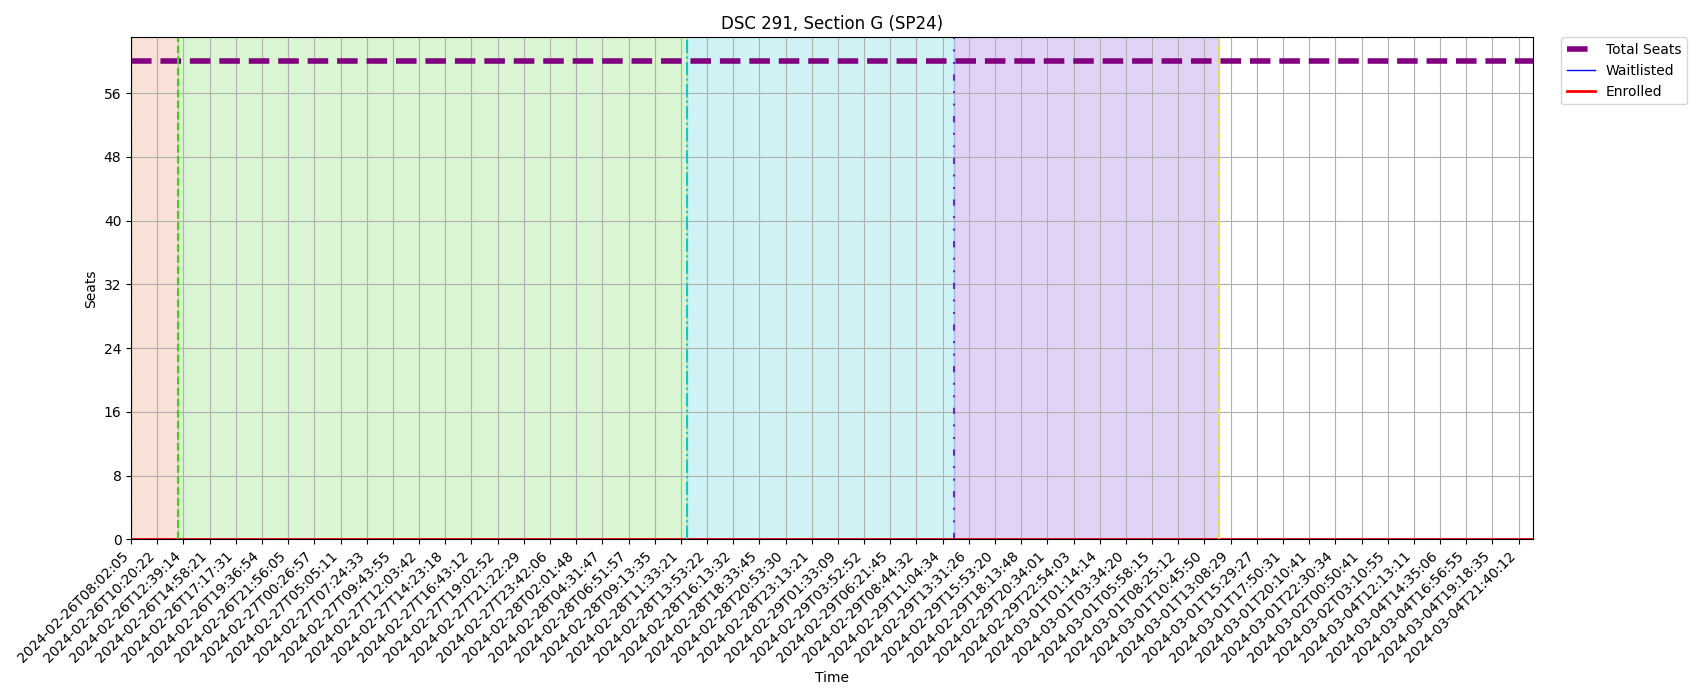 DSC 291, Section G (SP24)
Total Seats
Waitlisted
Enrolled
Seats
56
48
40
32
24
16
8
0
2024-02-26T08:02:05
2024-02-26T10:20:22
2024-02-26T12:39:14
2024-02-26T14:58:21
2024-02-26T17:17:31
2024-02-26T19:36:54
2024-02-26T21:56:05
2024-02-27T00:26:57
2024-02-27T05:05:11
2024-02-27T07:24:33
2024-02-27T09:43:55
2024-02-27T12:03:42
2024-02-27T14:23:18
2024-02-27T16:43:12
2024-02-27T19:02:52
2024-02-27T21:22:29
2024-02-27T23:42:06
2024-02-28T02:01:48
2024-02-28T04:31:47
2024-02-28T06:51:57
2024-02-28T09:13:35
2024-02-28T11:33:21
2024-02-28T13:53:22
2024-02-28T16:13:32
2024-02-28T18:33:45
2024-02-28T20:53:30
2024-02-28T23:13:21
2024-02-29T01:33:09
2024-02-29T03:52:52
2024-02-29T06:21:45
2024-02-29T08:44:32
2024-02-29T11:04:34
2024-02-29T13:31:26
2024-02-29T15:53:20
2024-02-29T18:13:48
2024-02-29T20:34:01
2024-02-29T22:54:03
2024-03-01T01:14:14
2024-03-01T03:34:20
2024-03-01T05:58:15
2024-03-01T08:25:12
2024-03-01T10:45:50
2024-03-01T13:08:29
2024-03-01T15:29:27
2024-03-01T17:50:31
2024-03-01T20:10:41
2024-03-01T22:30:34
2024-03-02T00:50:41
2024-03-02T03:10:55
2024-03-04T12:13:11
2024-03-04T14:35:06
2024-03-04T16:56:55
2024-03-04T19:18:35
2024-03-04T21:40:12
Time